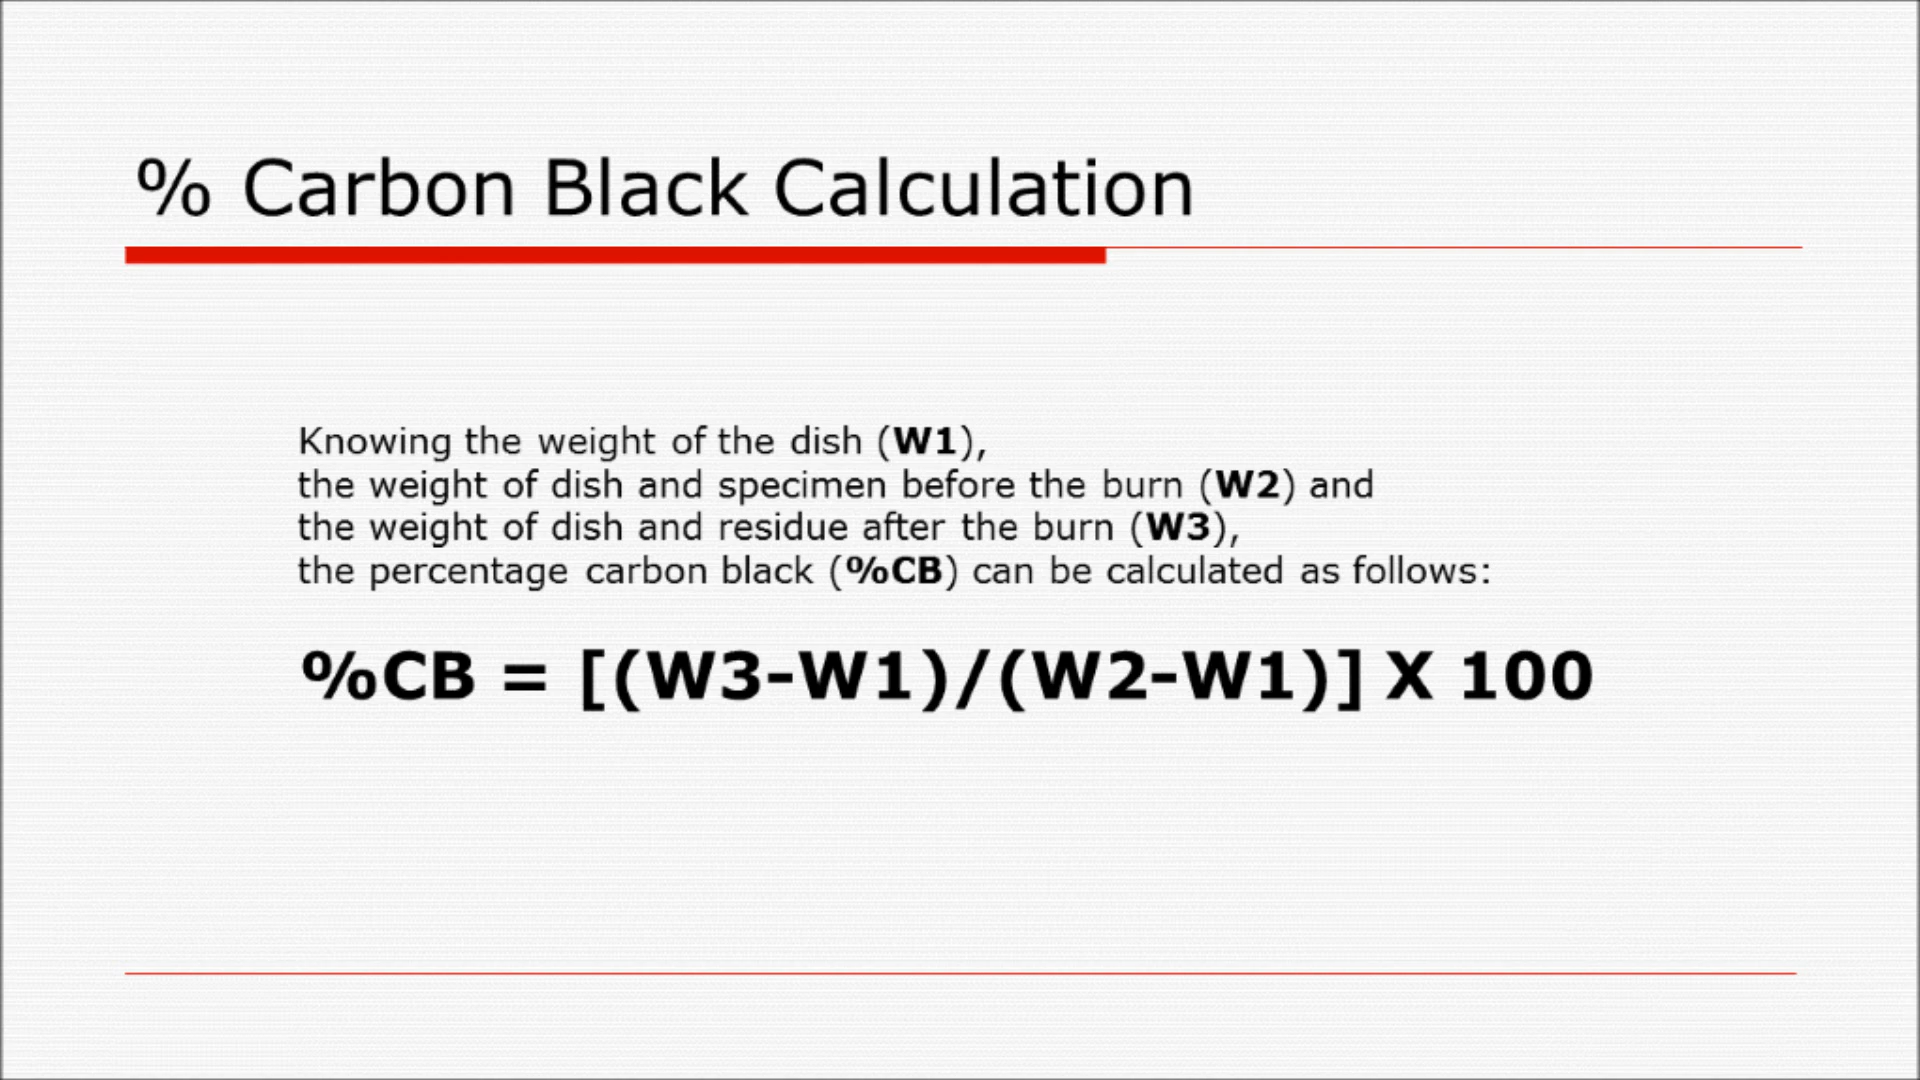 % Carbon Black Calculation
Knowing the weight of the dish (W1),
the weight of dish and specimen before the burn (W2) and
the weight of dish and residue after the burn (W3),
the percentage carbon black (%CB) can be calculated as follows:
%CB = [(W3-W1)/(W2-W1)] X 100